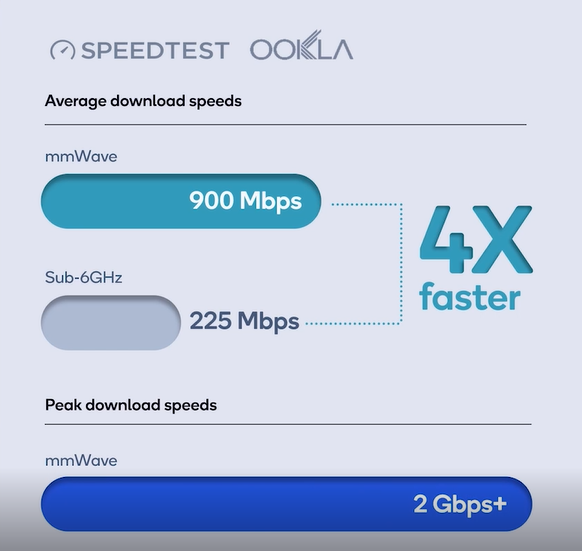 SPEEDTEST OOKLA
Average download speeds
mmWave
900 Mbps
4X
faster
Sub-6GHz
225 Mbps
Peak download speeds
mmWave
2 Gbps+